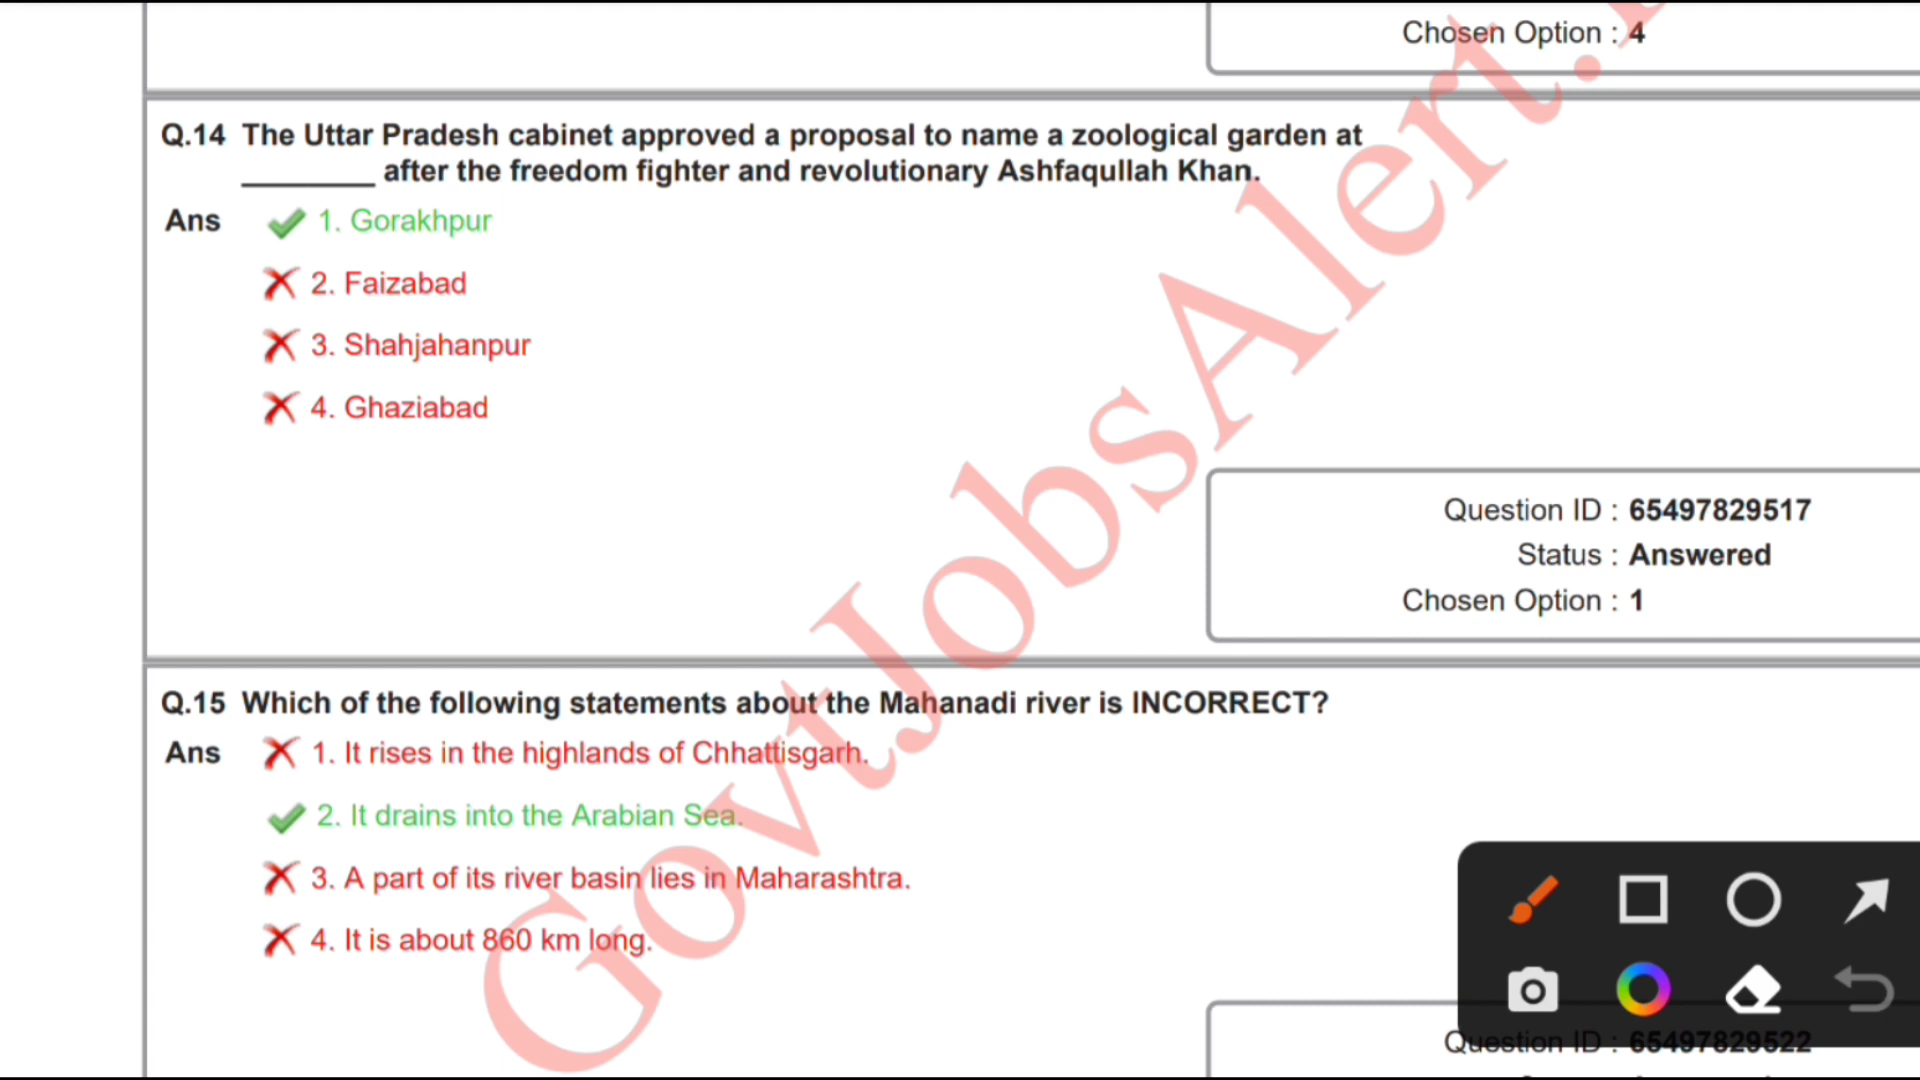 Chosen Option : 4
Q.14 The Uttar Pradesh cabinet approved a proposal to name a zoological garden at
________ after the freedom fighter and revolutionary Ashfaqullah Khan.
Ans 1. Gorakhpur
2. Faizabad
3. Shahjahanpur
4. Ghaziabad
Question ID : 65497829517
Status : Answered
Chosen Option : 1
Q.15 Which of the following statements about the Mahanadi river is INCORRECT?
Ans 1. It rises in the highlands of Chhattisgarh.
2. It drains into the Arabian Sea.
3. A part of its river basin lies in Maharashtra.
4. It is about 860 km long.
Question ID : 65497829522
GovtJobsAlert.